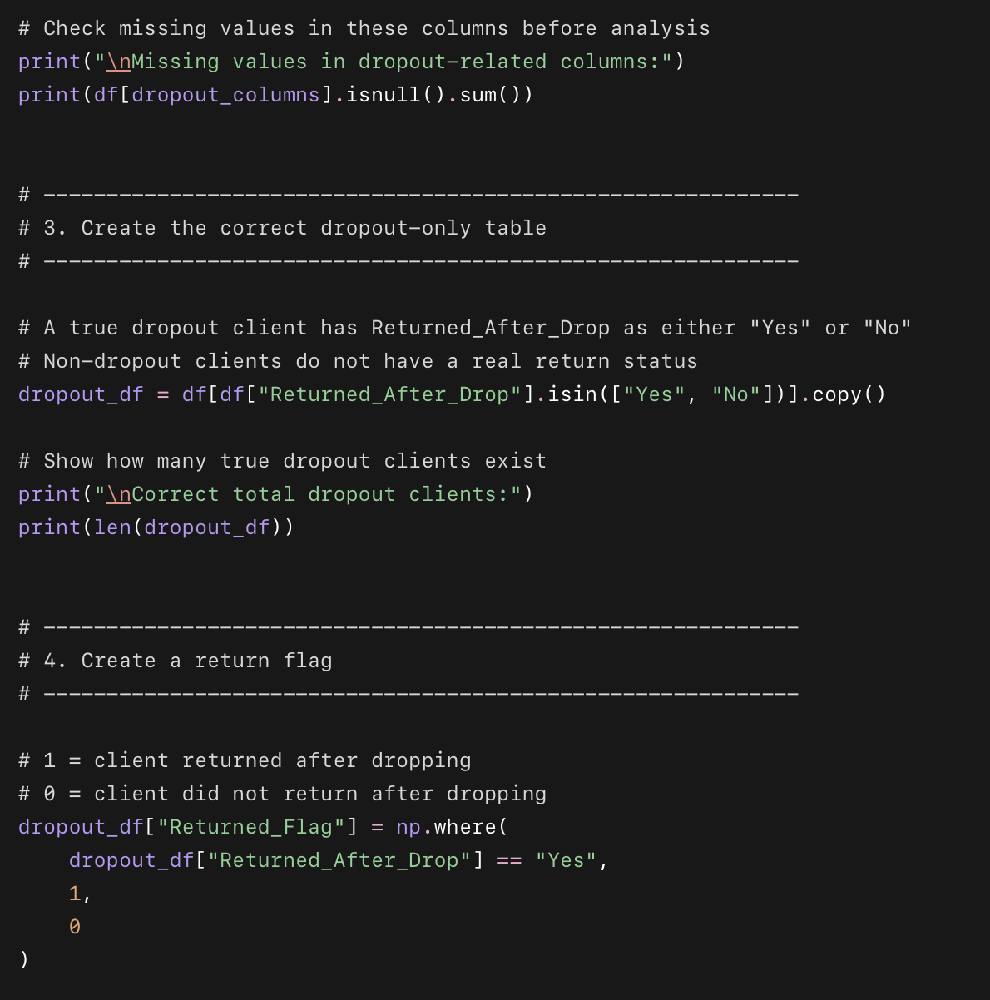 # Check missing values in these columns before analysis
print("\nMissing values in dropout-related columns:")
print(df[dropout_columns].isnull().sum())
# ------------------------------------------------------------
# 3. Create the correct dropout-only table
# ------------------------------------------------------------
# A true dropout client has Returned_After_Drop as either "Yes" or "No"
# Non-dropout clients do not have a real return status
dropout_df = df[df["Returned_After_Drop"].isin(["Yes", "No"])].copy()
# Show how many true dropout clients exist
print("\nCorrect total dropout clients:")
print(len(dropout_df))
# ------------------------------------------------------------
# 4. Create a return flag
# ------------------------------------------------------------
# 1 = client returned after dropping
# 0 = client did not return after dropping
dropout_df["Returned_Flag"] = np.where(
    dropout_df["Returned_After_Drop"] == "Yes",
    1,
    0
)